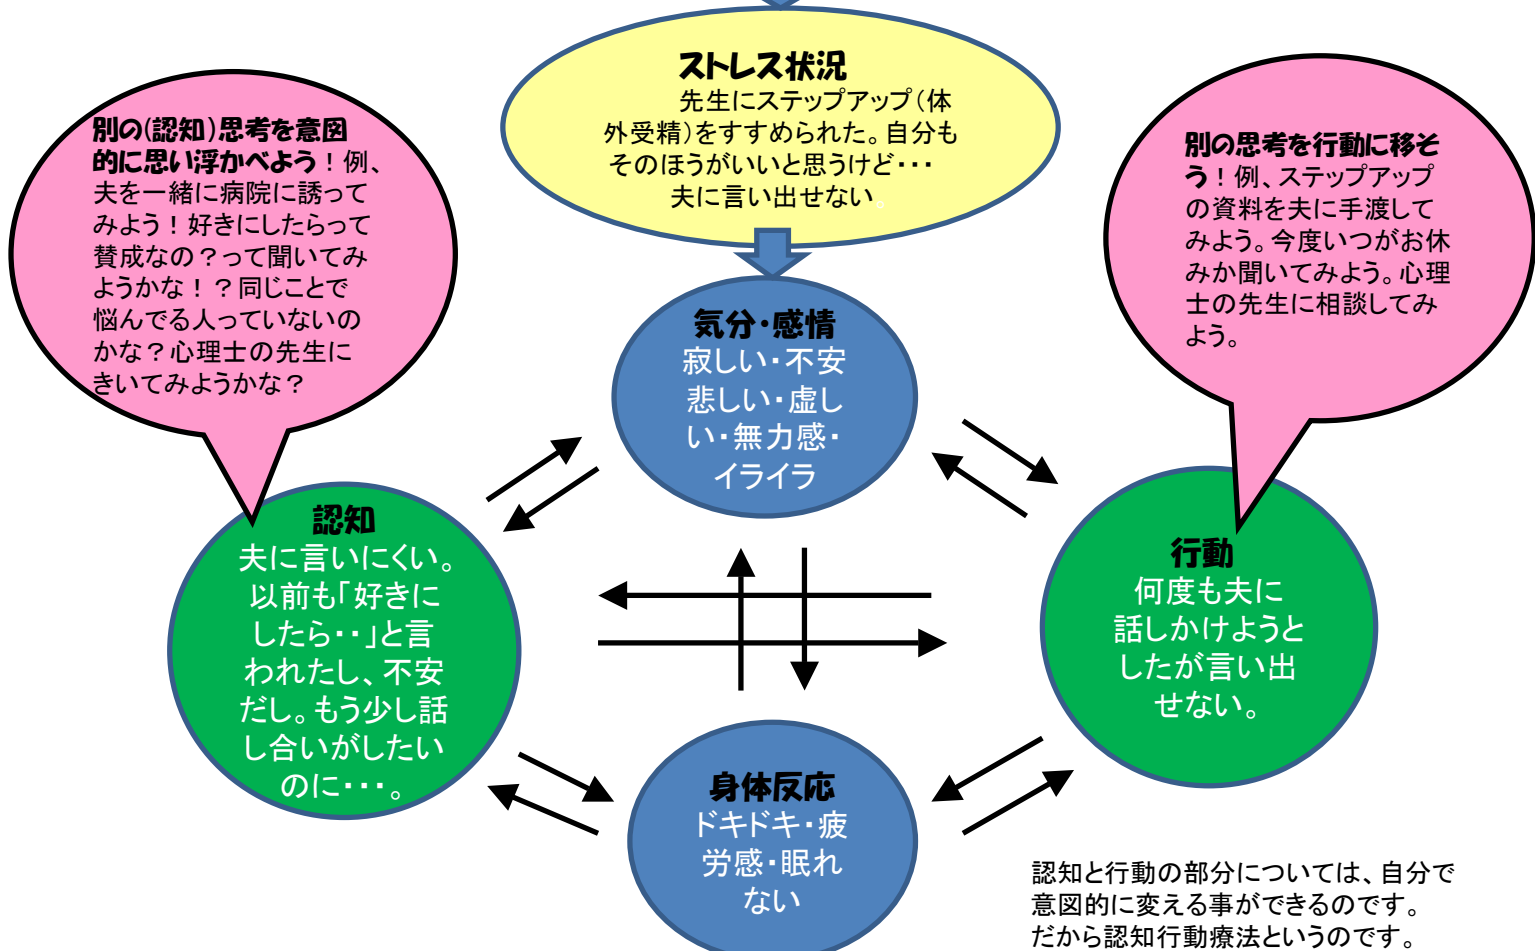 ストレス状況
先生にステップアップ（体
外受精）をすすめられた。自分も
そのほうがいいと思うけど・・・
夫に言い出せない。
別の（認知）思考を意図
的に思い浮かべよう！例、
夫を一緒に病院に誘って
みよう！好きにしたらって
賛成なの？って聞いてみ
ようかな！？同じことで
悩んでる人っていないの
かな？心理士の先生に
きいてみようかな？
別の思考を行動に移そ
う！例、ステップアップ
の資料を夫に手渡して
みよう。今度いつがお休
みか聞いてみよう。心理
士の先生に相談してみ
よう。
気分・感情
寂しい・不安
悲しい・虚し
い・無力感・
イライラ
認知
夫に言いにくい。
以前も「好きに
したら・・」と言
われたし、不安
だし。もう少し話
し合いがしたい
のに・・・。
行動
何度も夫に
話しかけようと
したが言い出
せない。
身体反応
ドキドキ・疲
労感・眠れ
ない
認知と行動の部分については、自分で
意図的に変える事ができるのです。
だから認知行動療法というのです。